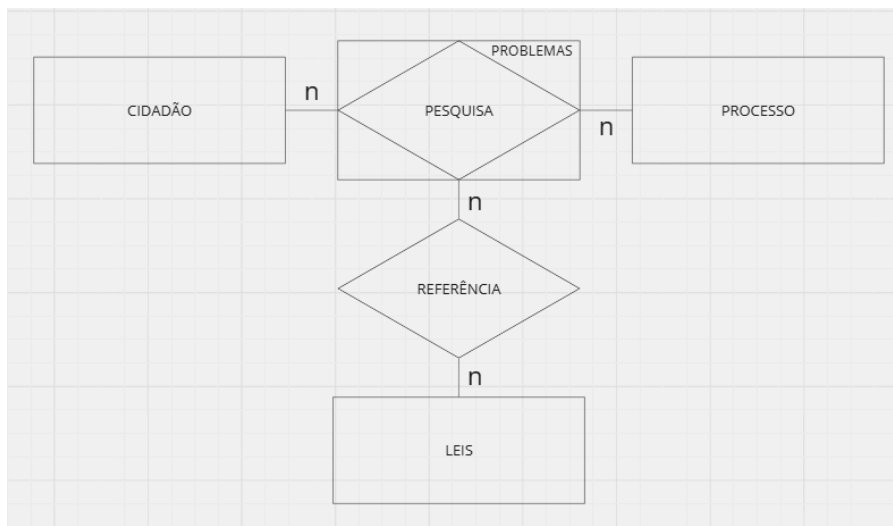 PROBLEMAS
CIDADÃO
n
PESQUISA
n
PROCESSO
n
REFERÊNCIA
n
LEIS